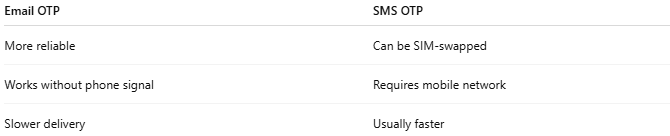 Email OTP SMS OTP
More reliable Can be SIM-swapped
Works without phone signal Requires mobile network
Slower delivery Usually faster